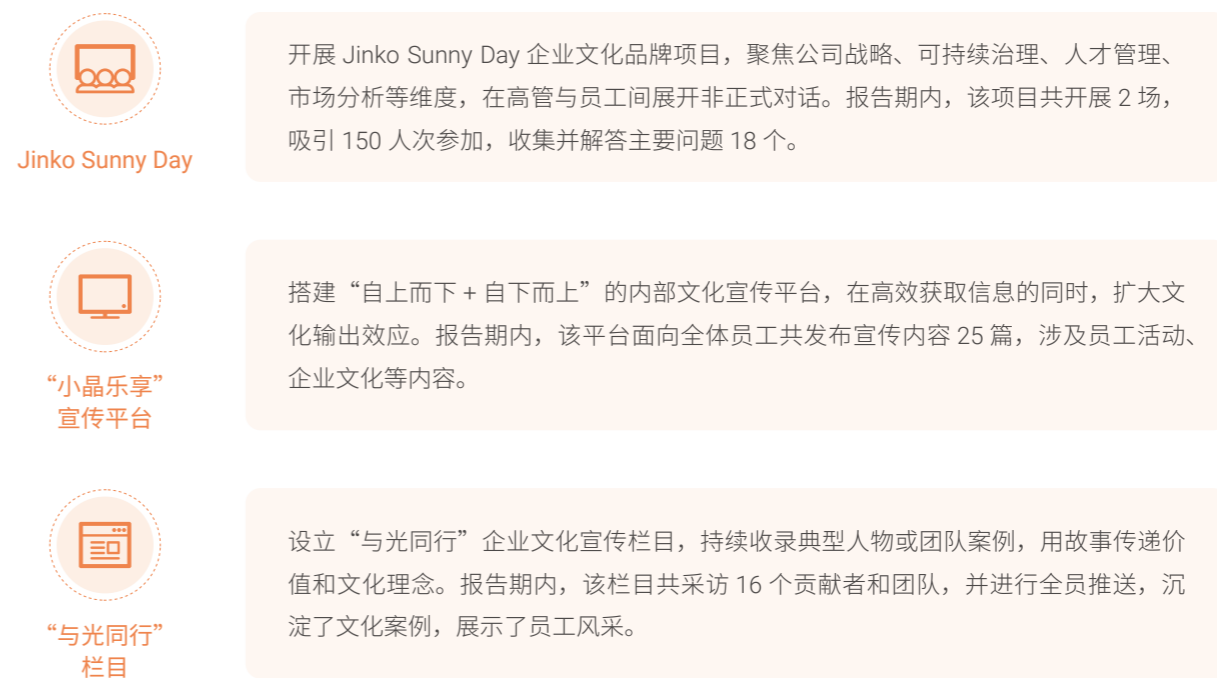 Jinko Sunny Day
开展 Jinko Sunny Day 企业文化品牌项目，聚焦公司战略、可持续治理、人才管理、
市场分析等维度，在高管与员工间展开非正式对话。报告期内，该项目共开展 2 场，
吸引 150 人次参加，收集并解答主要问题 18 个。
“小晶乐享”
宣传平台
搭建“自上而下 + 自下而上”的内部文化宣传平台，在高效获取信息的同时，扩大文
化输出效应。报告期内，该平台面向全体员工共发布宣传内容 25 篇，涉及员工活动、
企业文化等内容。
“与光同行”
栏目
设立“与光同行”企业文化宣传栏目，持续收录典型人物或团队案例，用故事传递价
值和文化理念。报告期内，该栏目共采访 16 个贡献者和团队，并进行全员推送，沉
淀了文化案例，展示了员工风采。